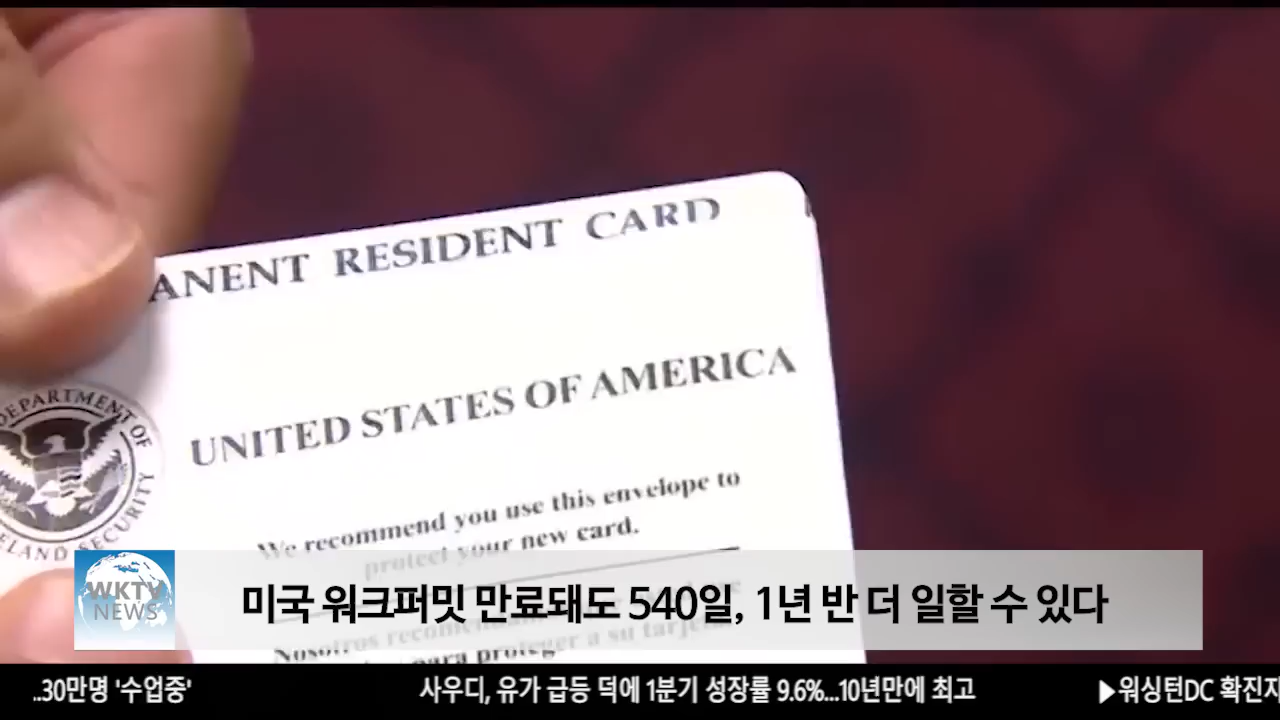 ANENT RESIDENT CARD
UNITED STATES OF AMERICA
DEPARTMENT OF
ELAND SECURITY
We recommend you use this envelope to
protect your new card.
Nosotros
para proteger a su
WKTV
NEWS
미국 워크퍼밋 만료돼도 540일, 1년 반 더 일할 수 있다
..30만명 '수업중' 사우디, 유가 급등 덕에 1분기 성장률 9.6%...10년만에 최고 ▶워싱턴DC 확진자